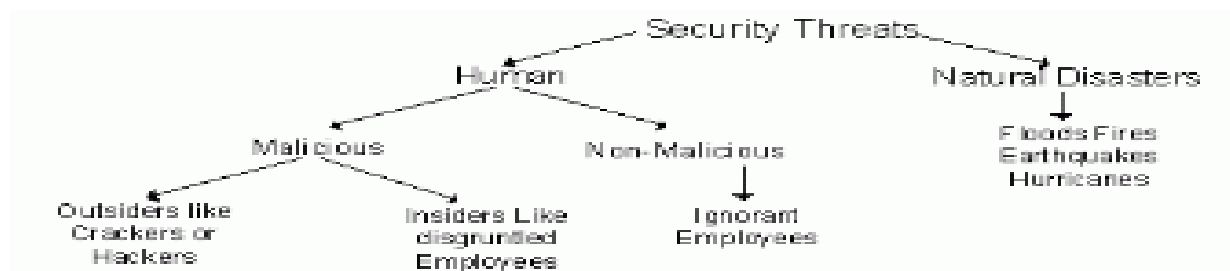 Security Threats
Human
Natural Disasters
Malicious
Non-Malicious
Floods Fires
Earthquakes
Hurricanes
Outsiders like
Crackers or
Hackers
Insiders Like
disgruntled
Employees
Ignorant
Employees